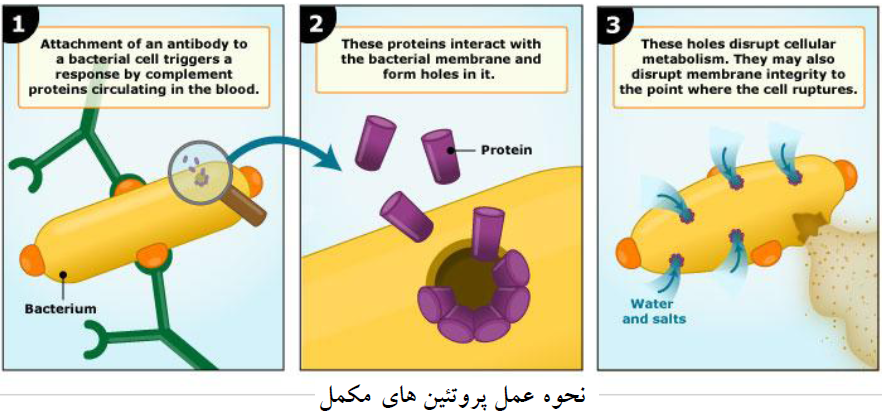 1
Attachment of an antibody to
a bacterial cell triggers a
response by complement
proteins circulating in the blood.
Bacterium
2
These proteins interact with
the bacterial membrane and
form holes in it.
Protein
3
These holes disrupt cellular
metabolism. They may also
disrupt membrane integrity to
the point where the cell ruptures.
Water
and salts
نحوه عمل پروتئین های مکمل